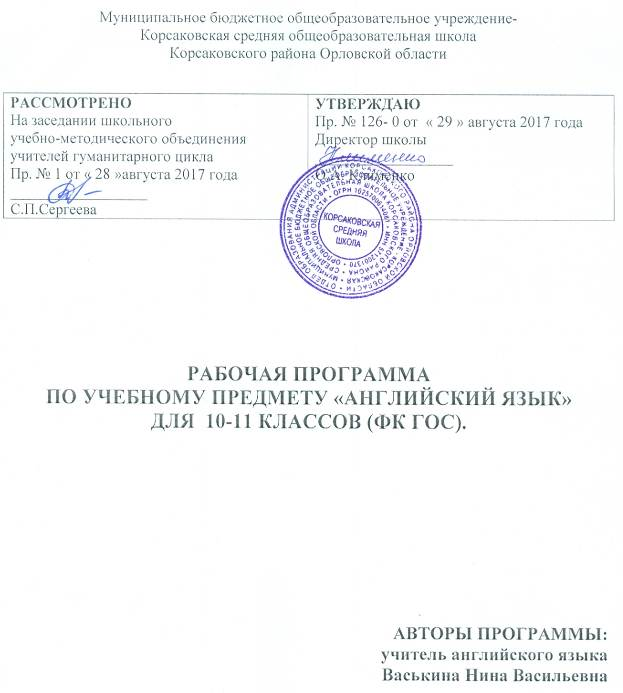 Муниципальное бюджетное общеобразовательное учреждение-
Корсаковская средняя общеобразовательная школа
Корсаковского района Орловской области
РАССМОТРЕНО
На заседании школьного
учебно-методического объединения
учителей гуманитарного цикла
Пр. № 1 от « 28 »августа 2017 года
С.П.Сергеева
УТВЕРЖДАЮ
Пр. № 126- 0 от « 29 » августа 2017 года
Директор школы
Клименко
КОРСАКОВСКАЯ
СРЕДНЯЯ
ШКОЛА
РАБОЧАЯ ПРОГРАММА
ПО УЧЕБНОМУ ПРЕДМЕТУ «АНГЛИЙСКИЙ ЯЗЫК»
ДЛЯ 10-11 КЛАССОВ (ФК ГОС).
АВТОРЫ ПРОГРАММЫ:
учитель английского языка
Васькина Нина Васильевна